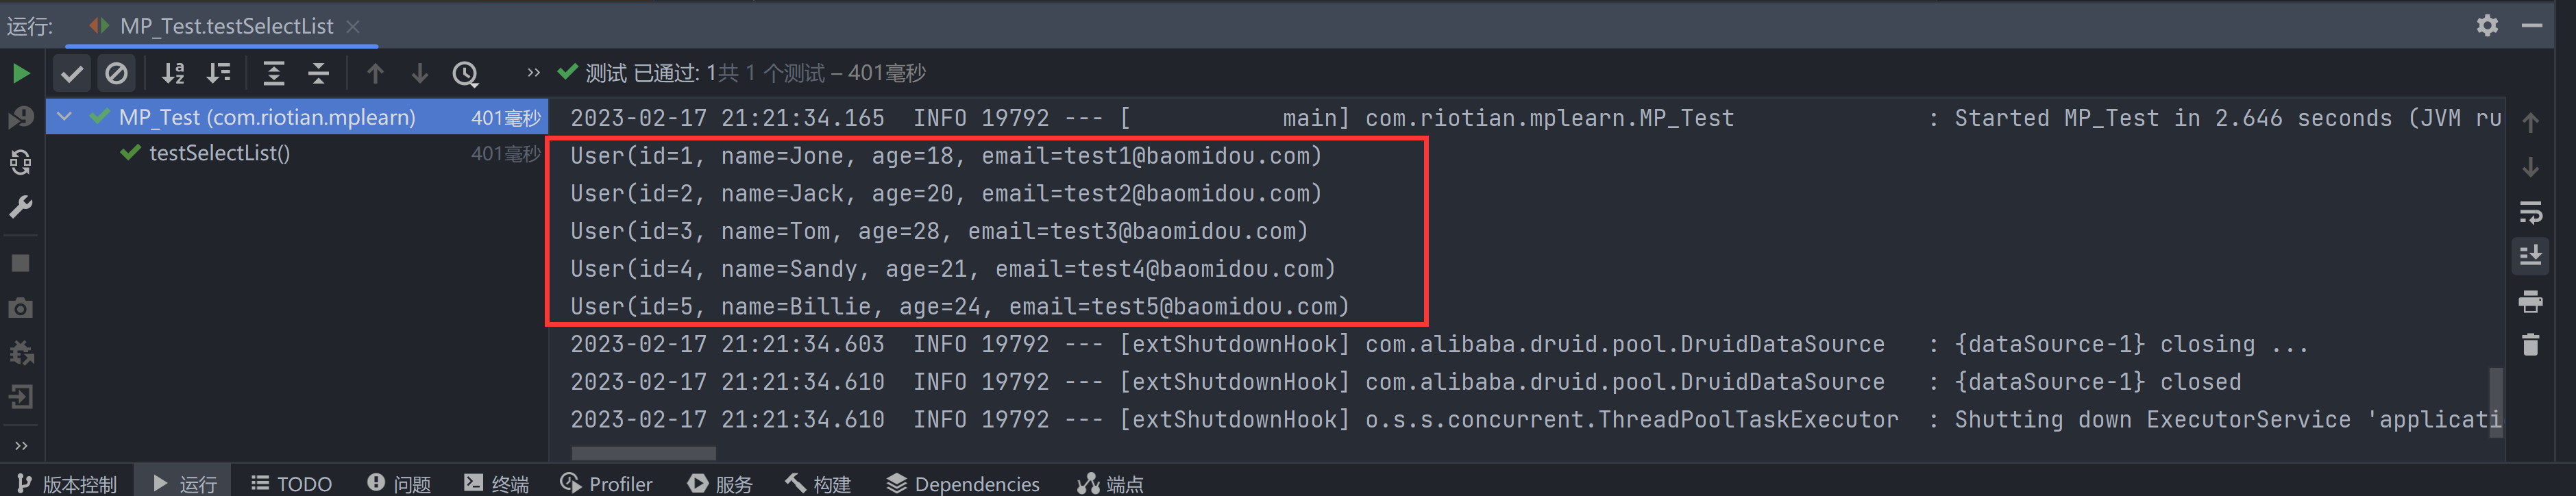 运行: MP_Test.testSelectList
测试 已通过: 1共 1 个测试 – 401毫秒
MP_Test (com.riotian.mplearn) 401毫秒
testSelectList() 401毫秒
2023-02-17 21:21:34.165  INFO 19792 --- [           main] com.riotian.mplearn.MP_Test              : Started MP_Test in 2.646 seconds (JVM ru
User(id=1, name=Jone, age=18, email=test1@baomidou.com)
User(id=2, name=Jack, age=20, email=test2@baomidou.com)
User(id=3, name=Tom, age=28, email=test3@baomidou.com)
User(id=4, name=Sandy, age=21, email=test4@baomidou.com)
User(id=5, name=Billie, age=24, email=test5@baomidou.com)
2023-02-17 21:21:34.603  INFO 19792 --- [extShutdownHook] com.alibaba.druid.pool.DruidDataSource   : {dataSource-1} closing ...
2023-02-17 21:21:34.610  INFO 19792 --- [extShutdownHook] com.alibaba.druid.pool.DruidDataSource   : {dataSource-1} closed
2023-02-17 21:21:34.610  INFO 19792 --- [extShutdownHook] o.s.s.concurrent.ThreadPoolTaskExecutor  : Shutting down ExecutorService 'applicati
版本控制 运行 TODO 问题 终端 Profiler 服务 构建 Dependencies 端点